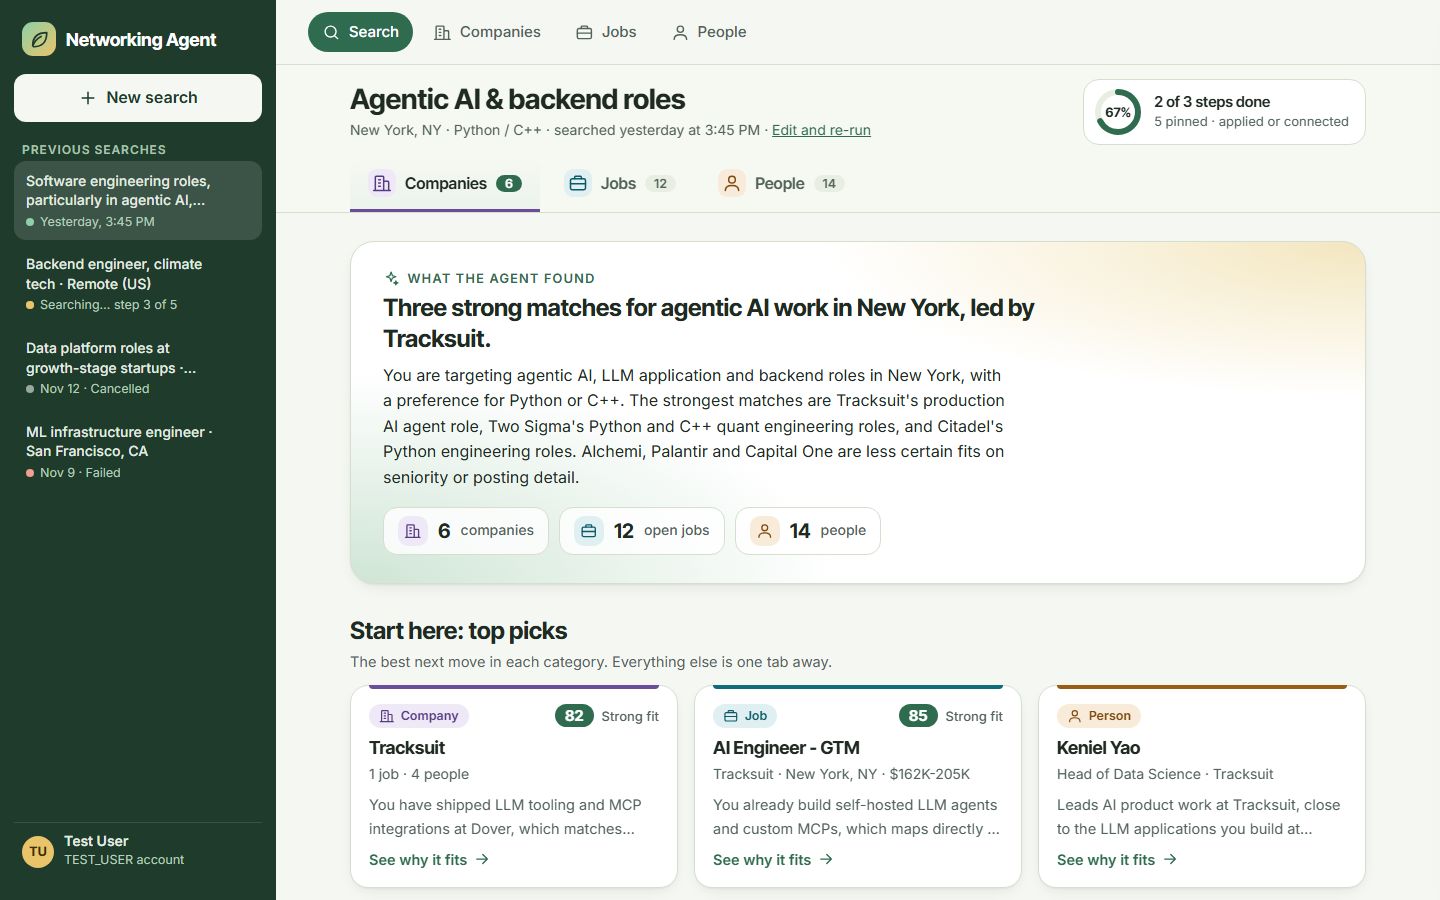 Networking Agent
New search
PREVIOUS SEARCHES
Software engineering roles,
particularly in agentic AI,...
Yesterday, 3:45 PM
Backend engineer, climate
tech · Remote (US)
Searching... step 3 of 5
Data platform roles at
growth-stage startups ·...
Nov 12 · Cancelled
ML infrastructure engineer ·
San Francisco, CA
Nov 9 · Failed
TU
Test User
TEST_USER account
Search
Companies
Jobs
People
Agentic AI & backend roles
New York, NY · Python / C++ · searched yesterday at 3:45 PM · Edit and re-run
67%
2 of 3 steps done
5 pinned · applied or connected
Companies 6
Jobs 12
People 14
WHAT THE AGENT FOUND
Three strong matches for agentic AI work in New York, led by
Tracksuit.
You are targeting agentic AI, LLM application and backend roles in New York, with
a preference for Python or C++. The strongest matches are Tracksuit's production
AI agent role, Two Sigma's Python and C++ quant engineering roles, and Citadel's
Python engineering roles. Alchemi, Palantir and Capital One are less certain fits on
seniority or posting detail.
6 companies
12 open jobs
14 people
Start here: top picks
The best next move in each category. Everything else is one tab away.
Company
82 Strong fit
Tracksuit
1 job · 4 people
You have shipped LLM tooling and MCP
integrations at Dover, which matches...
See why it fits
Job
85 Strong fit
AI Engineer - GTM
Tracksuit · New York, NY · $162K-205K
You already build self-hosted LLM agents
and custom MCPs, which maps directly ...
See why it fits
Person
Keniel Yao
Head of Data Science · Tracksuit
Leads AI product work at Tracksuit, close
to the LLM applications you build at...
See why it fits